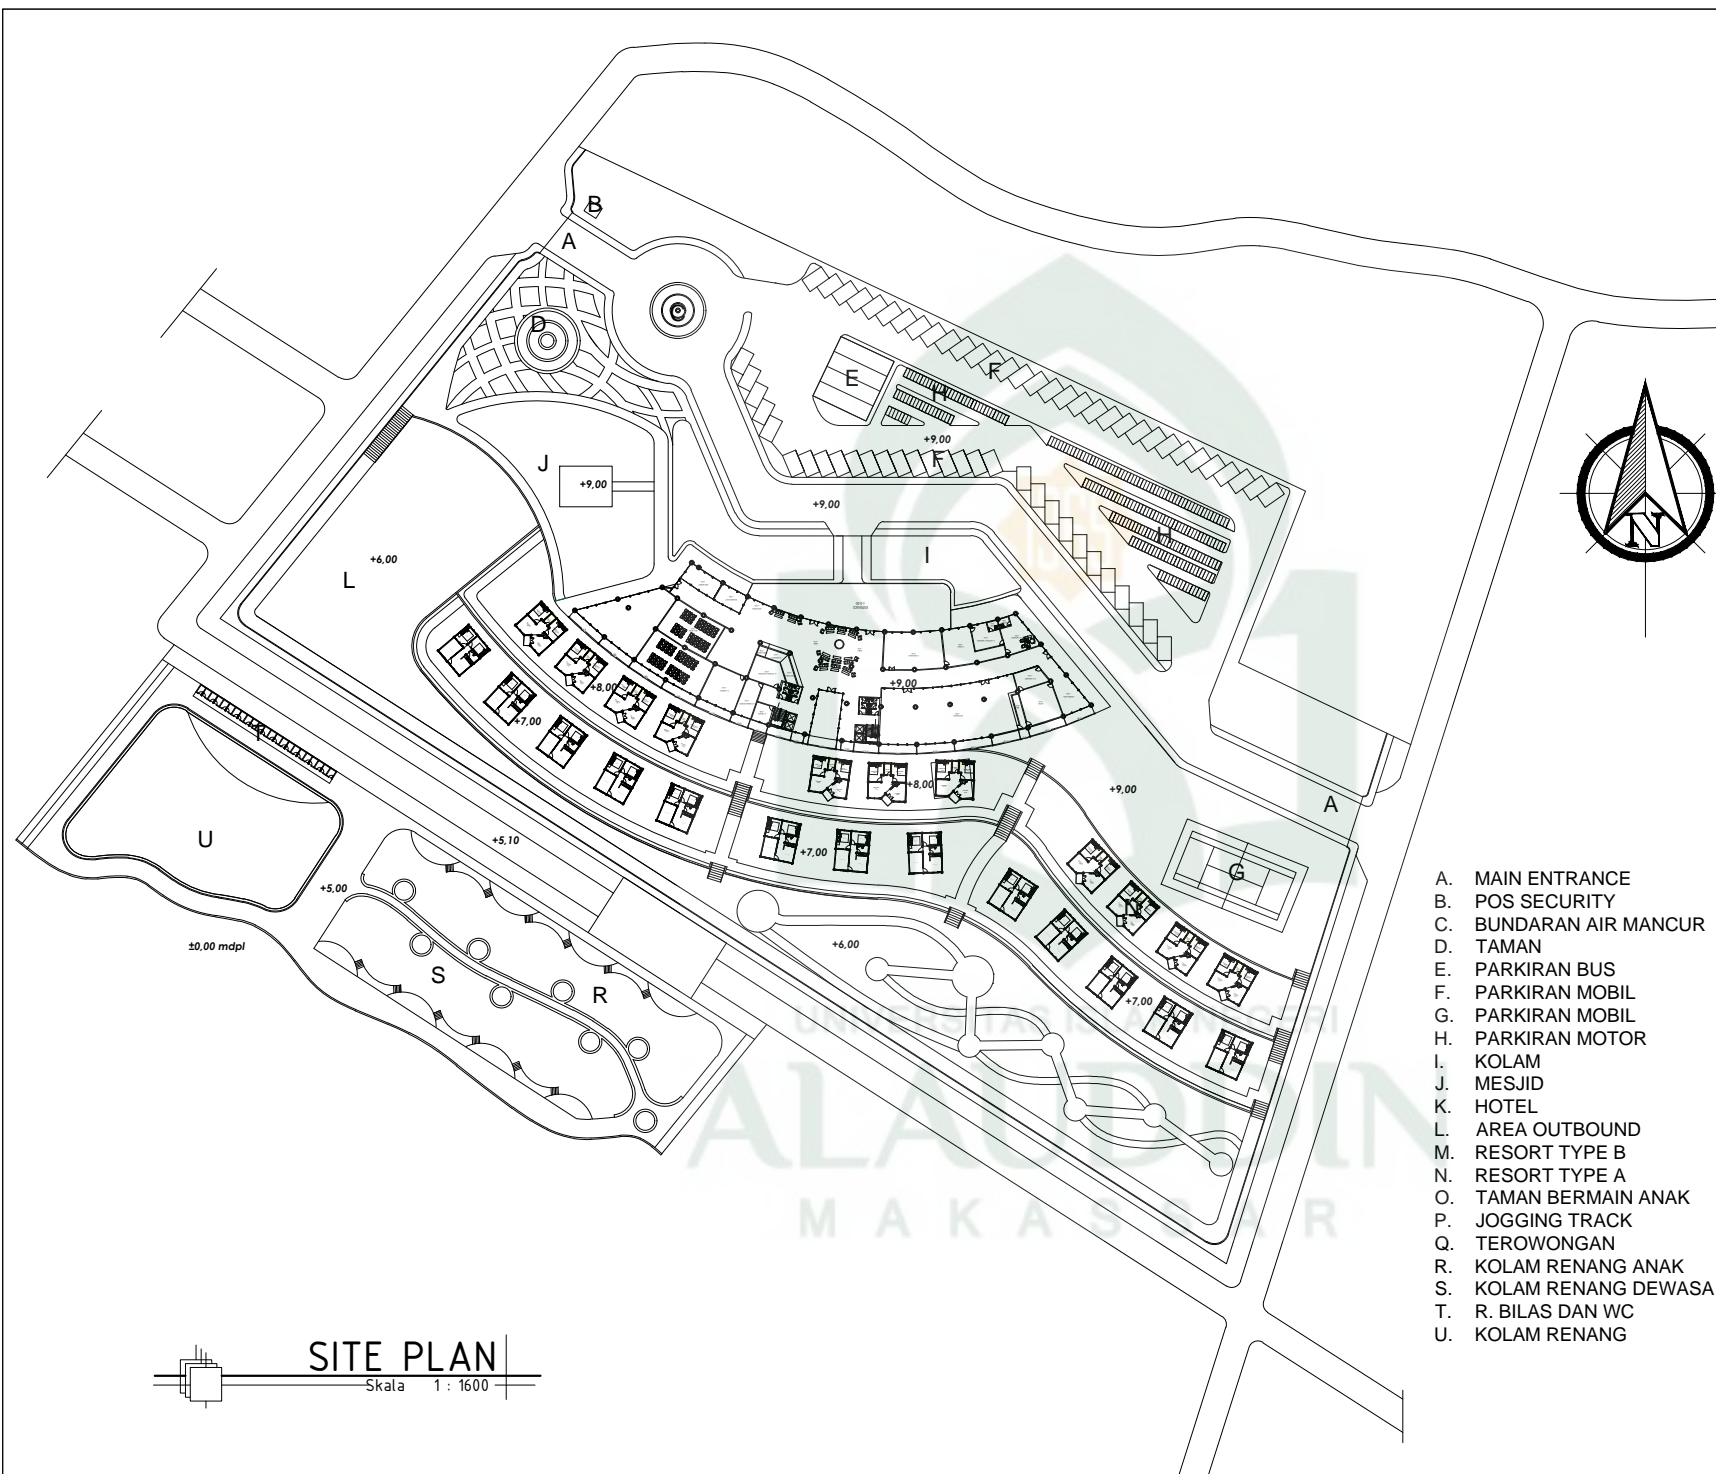 B
A
D
E
F
H
+9,00
F
J
+9,00
+9,00
H
I
+6,00
L
+8,00
+9,00
+7,00
T
+8,00
+9,00
A
U
+5,10
+7,00
G
+5,00
±0,00 mdpl
+6,00
S
R
+7,00
N
UNIVERSITAS ISLAM NEGERI
ALAUDDIN
MAKASSAR
A. MAIN ENTRANCE
B. POS SECURITY
C. BUNDARAN AIR MANCUR
D. TAMAN
E. PARKIRAN BUS
F. PARKIRAN MOBIL
G. PARKIRAN MOBIL
H. PARKIRAN MOTOR
I. KOLAM
J. MESJID
K. HOTEL
L. AREA OUTBOUND
M. RESORT TYPE B
N. RESORT TYPE A
O. TAMAN BERMAIN ANAK
P. JOGGING TRACK
Q. TEROWONGAN
R. KOLAM RENANG ANAK
S. KOLAM RENANG DEWASA
T. R. BILAS DAN WC
U. KOLAM RENANG
SITE PLAN
Skala 1 : 1600